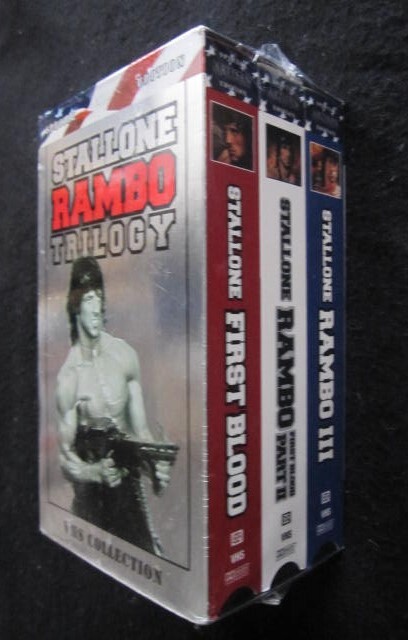 EDITION
STALLONE
RAMBO
TRILOGY
VHS COLLECTION
STALLONE FIRST BLOOD
VHS
STALLONE RAMBO FIRST BLOOD PART II
VHS
STALLONE RAMBO III
VHS